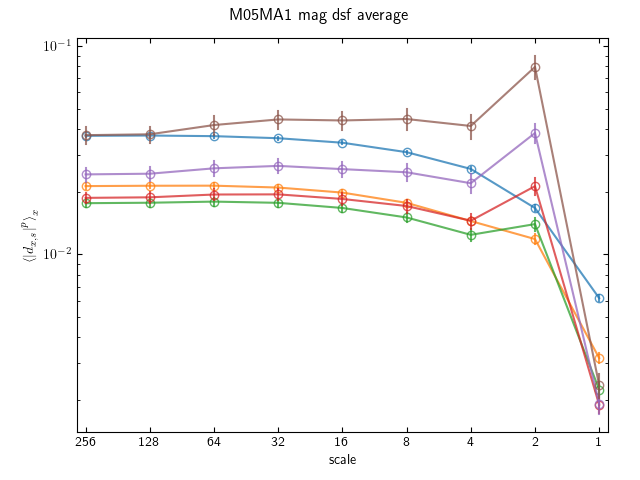 M05MA1 mag dsf average
10⁻¹
10⁻²
⟨|d_{x,s}|^p⟩_x
256 128 64 32 16 8 4 2 1
scale